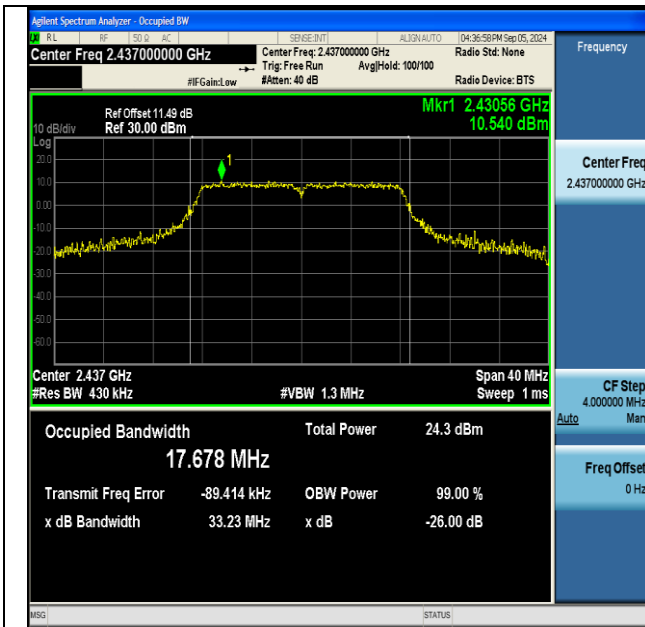 Agilent Spectrum Analyzer - Occupied BW
RL RF 50 Ω AC SENSE:INT ALIGN AUTO 04:36:58 PM Sep 05, 2024
Center Freq 2.437000000 GHz Center Freq: 2.437000000 GHz Radio Std: None
Trig: Free Run Avg|Hold: 100/100
#IFGain:Low #Atten: 40 dB Radio Device: BTS
Frequency
Ref Offset 11.49 dB Mkr1 2.43056 GHz
10 dB/div Ref 30.00 dBm 10.540 dBm
Log
20.0
1
10.0
0.00
-10.0
-20.0
-30.0
-40.0
-50.0
-60.0
Center 2.437 GHz Span 40 MHz
#Res BW 430 kHz #VBW 1.3 MHz Sweep 1 ms
Center Freq
2.437000000 GHz
CF Step
4.000000 MHz
Auto Man
Freq Offset
0 Hz
Occupied Bandwidth Total Power 24.3 dBm
17.678 MHz
Transmit Freq Error -89.414 kHz OBW Power 99.00 %
x dB Bandwidth 33.23 MHz x dB -26.00 dB
MSG STATUS